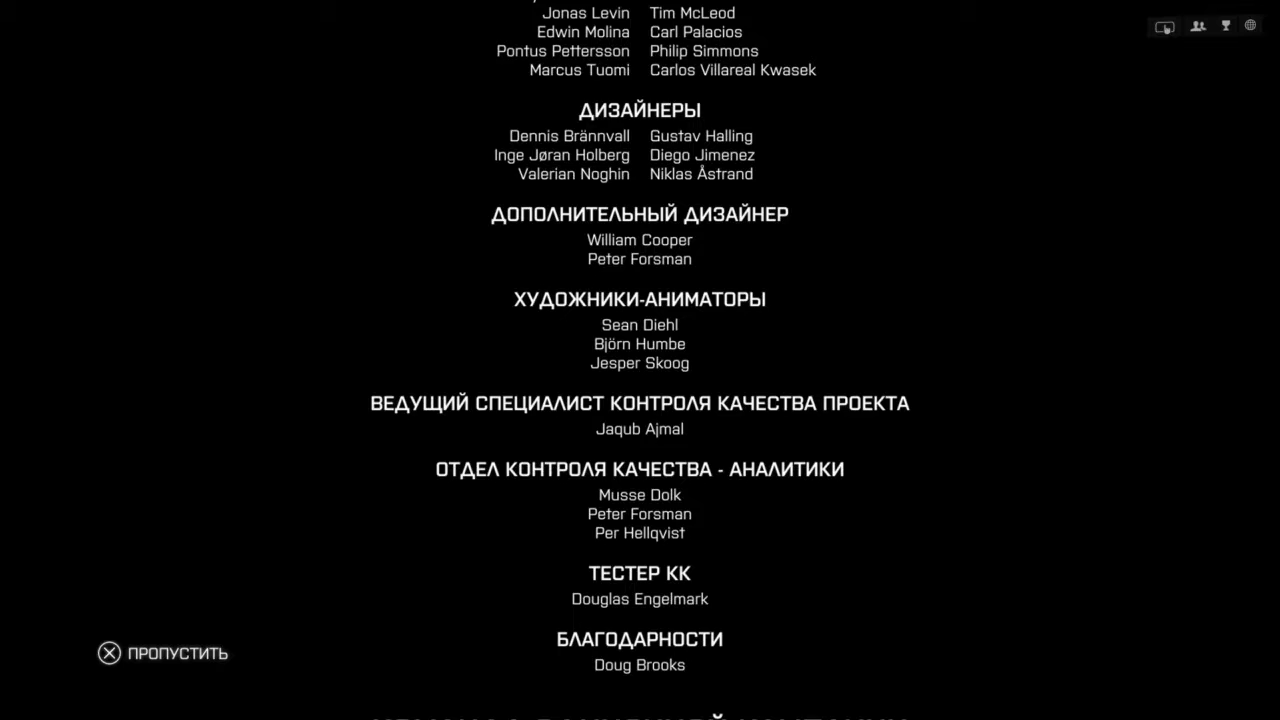 Jonas Levin Tim McLeod
Edwin Molina Carl Palacios
Pontus Pettersson Philip Simmons
Marcus Tuomi Carlos Villareal Kwasek
ДИЗАЙНЕРЫ
Dennis Brännvall Gustav Halling
Inge Jøran Holberg Diego Jimenez
Valerian Noghin Niklas Åstrand
ДОПОЛНИТЕЛЬНЫЙ ДИЗАЙНЕР
William Cooper
Peter Forsman
ХУДОЖНИКИ-АНИМАТОРЫ
Sean Diehl
Björn Humbe
Jesper Skoog
ВЕДУЩИЙ СПЕЦИАЛИСТ КОНТРОЛЯ КАЧЕСТВА ПРОЕКТА
Jaqub Ajmal
ОТДЕЛ КОНТРОЛЯ КАЧЕСТВА - АНАЛИТИКИ
Musse Dolk
Peter Forsman
Per Hellqvist
ТЕСТЕР КК
Douglas Engelmark
БЛАГОДАРНОСТИ
Doug Brooks
ПРОПУСТИТЬ